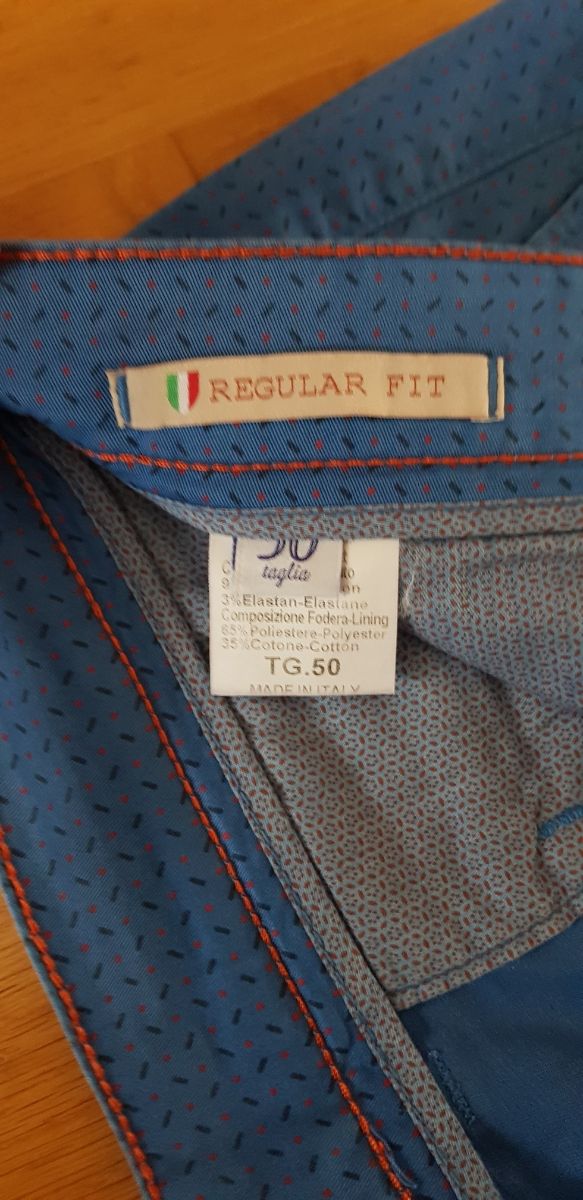 REGULAR FIT
50
taglia
3%Elastan-Elastane
Composizione Fodera-Lining
65%Poliestere-Polyester
35%Cotone-Cotton
TG.50
MADE IN ITALY